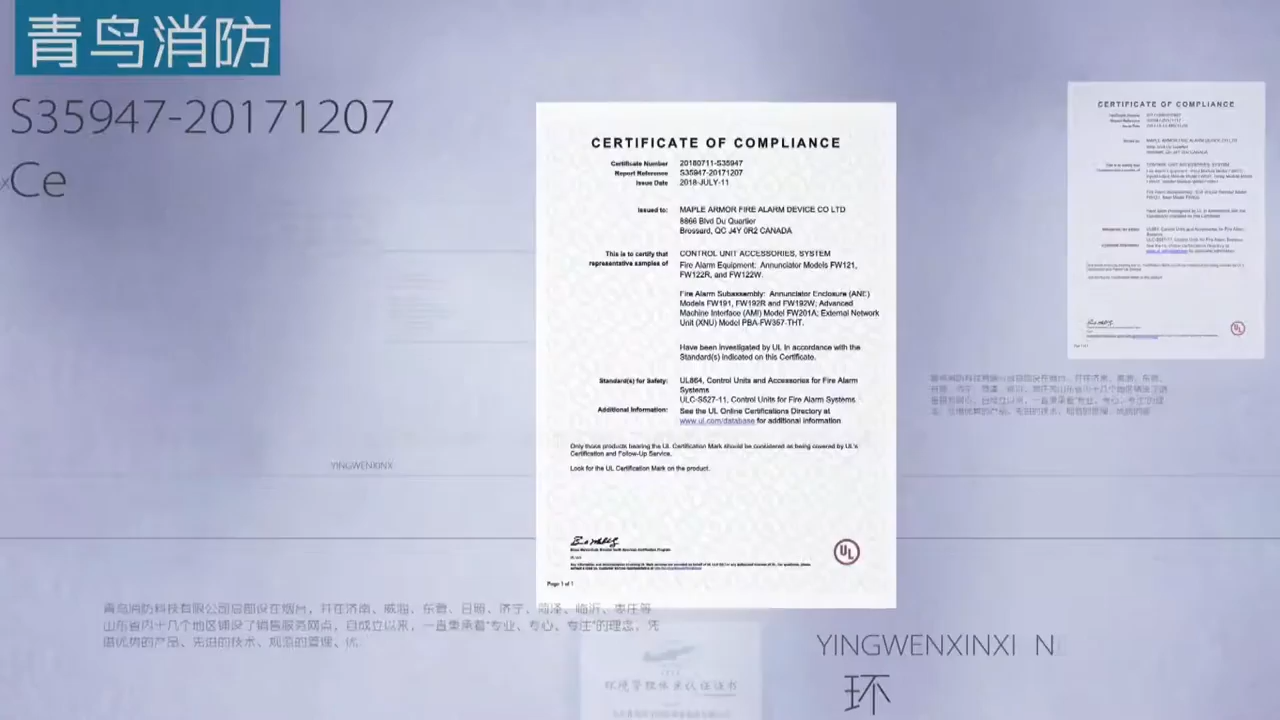 青鸟消防
S35947-20171207
Ce
CERTIFICATE OF COMPLIANCE
Certificate Number 20180711-S35947
Report Reference S35947-20171207
Issue Date 2018-JULY-11
Issued to: MAPLE ARMOR FIRE ALARM DEVICE CO LTD
8866 Blvd Du Quartier
Brossard, QC J4Y 0R2 CANADA
This is to certify that CONTROL UNIT ACCESSORIES, SYSTEM
representative samples of Fire Alarm Equipment: Annunciator Models FW121,
FW122R, and FW122W.
Fire Alarm Subassembly: Annunciator Enclosure (ANE)
Models FW191, FW192R and FW192W; Advanced
Machine Interface (AMI) Model FW201A; External Network
Unit (XNU) Model PBA-FW357-THT.
Have been investigated by UL in accordance with the
Standard(s) indicated on this Certificate.
Standard(s) for Safety: UL864, Control Units and Accessories for Fire Alarm
Systems
ULC-S527-11, Control Units for Fire Alarm Systems
Additional Information: See the UL Online Certifications Directory at
www.ul.com/database for additional information
Only those products bearing the UL Certification Mark should be considered as being covered by UL's
Certification and Follow-Up Service.
Look for the UL Certification Mark on the product.
UL
Page 1 of 1
CERTIFICATE OF COMPLIANCE
UL
YINGWENXINX
青鸟消防科技有限公司总部设在烟台，并在济南、威海、东营、日照、济宁、菏泽、临沂、枣庄等
山东省内十几个地区铺设了销售服务网点，自成立以来，一直秉承着“专业、专心、专注”的理念，凭
借优势的产品、先进的技术、规范的管理、优
YINGWENXINXI N
环
环境管理体系认证证书